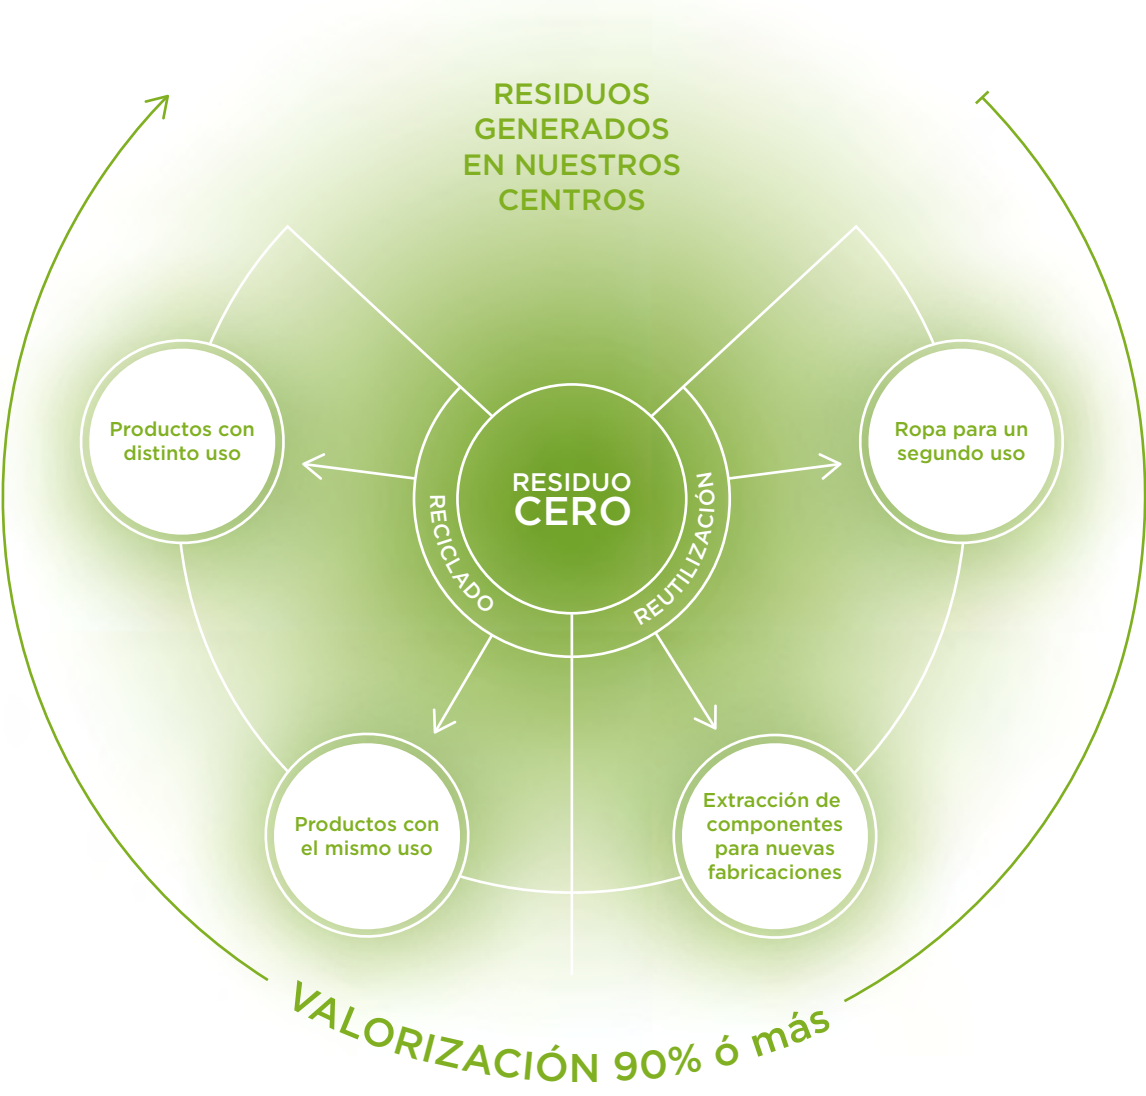 RESIDUOS
GENERADOS
EN NUESTROS
CENTROS
Productos con
distinto uso
RESIDUO
CERO
Ropa para un
segundo uso
RECICLADO
REUTILIZACIÓN
Productos con
el mismo uso
Extracción de
componentes
para nuevas
fabricaciones
VALORIZACIÓN 90% ó más